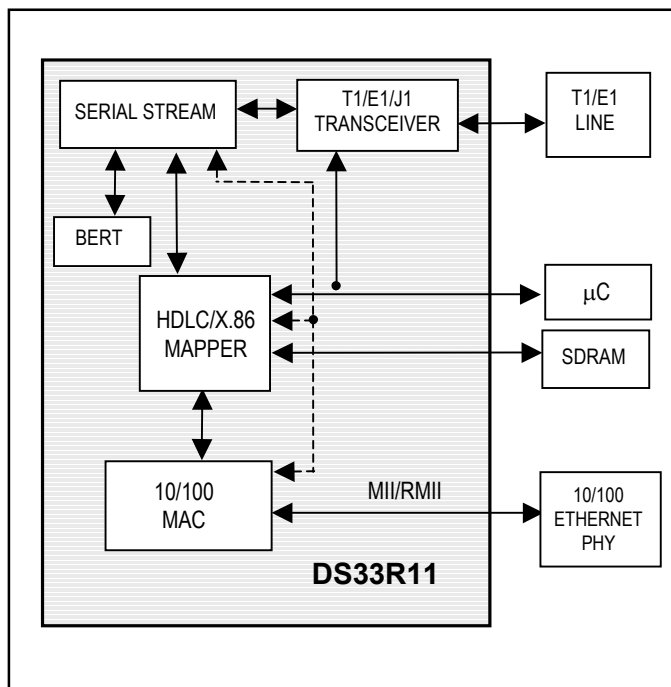 SERIAL STREAM
T1/E1/J1
TRANSCEIVER
T1/E1
LINE
BERT
HDLC/X.86
MAPPER
μC
SDRAM
10/100
MAC
MII/RMII
10/100
ETHERNET
PHY
DS33R11